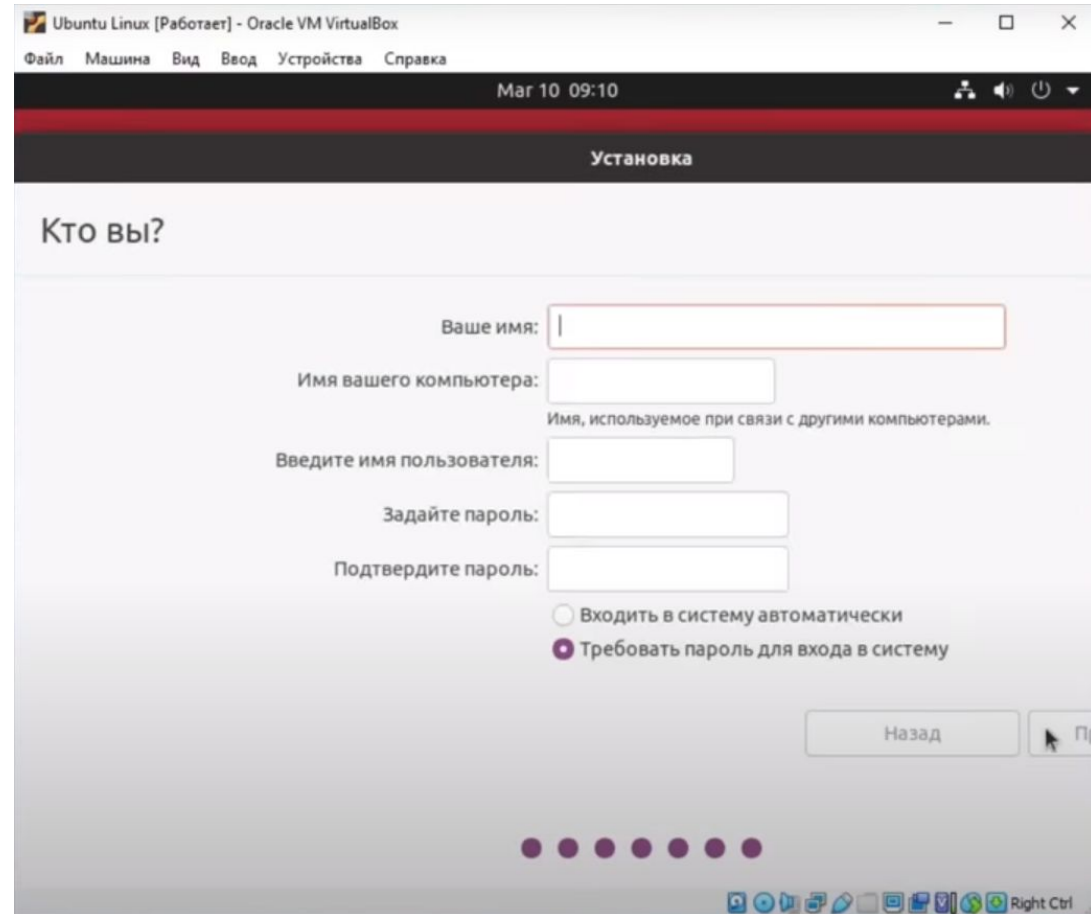 Ubuntu Linux [Работает] - Oracle VM VirtualBox
Файл Машина Вид Ввод Устройства Справка
Mar 10 09:10
Установка
Кто вы?
Ваше имя:
Имя вашего компьютера:
Имя, используемое при связи с другими компьютерами.
Введите имя пользователя:
Задайте пароль:
Подтвердите пароль:
Входить в систему автоматически
Требовать пароль для входа в систему
Назад
Right Ctrl